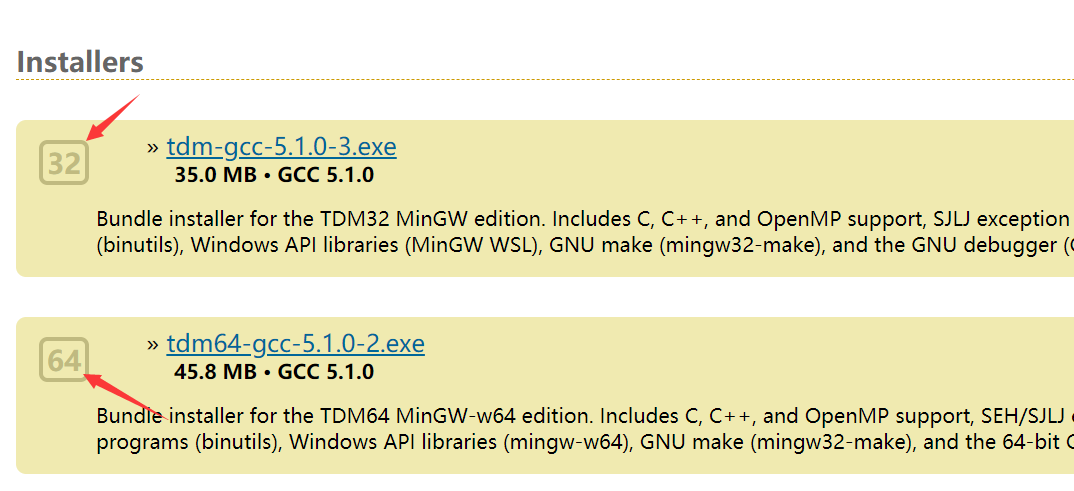 Installers
32
» tdm-gcc-5.1.0-3.exe
35.0 MB • GCC 5.1.0
Bundle installer for the TDM32 MinGW edition. Includes C, C++, and OpenMP support, SJLJ exception
(binutils), Windows API libraries (MinGW WSL), GNU make (mingw32-make), and the GNU debugger (
64
» tdm64-gcc-5.1.0-2.exe
45.8 MB • GCC 5.1.0
Bundle installer for the TDM64 MinGW-w64 edition. Includes C, C++, and OpenMP support, SEH/SJLJ
programs (binutils), Windows API libraries (mingw-w64), GNU make (mingw32-make), and the 64-bit